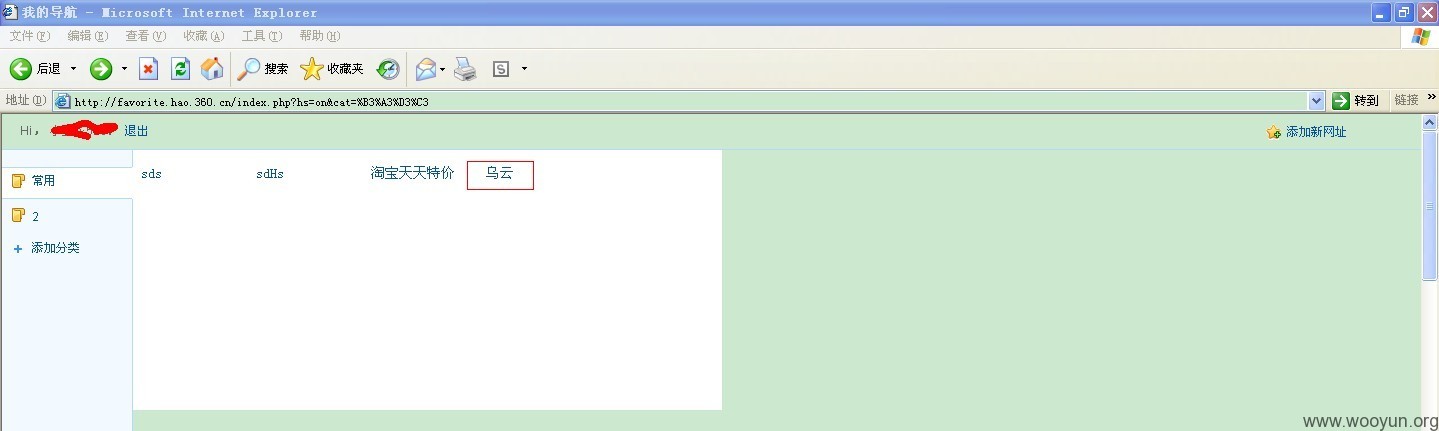 我的导航 - Microsoft Internet Explorer
文件(F) 编辑(E) 查看(V) 收藏(A) 工具(T) 帮助(H)
后退 搜索 收藏夹
地址(D) http://favorite.hao.360.cn/index.php?hs=on&cat=%B3%A3%D3%C3 转到 链接 »
Hi, 退出 添加新网址
sds sdHs 淘宝天天特价 乌云
常用
2
添加分类
www.wooyun.org